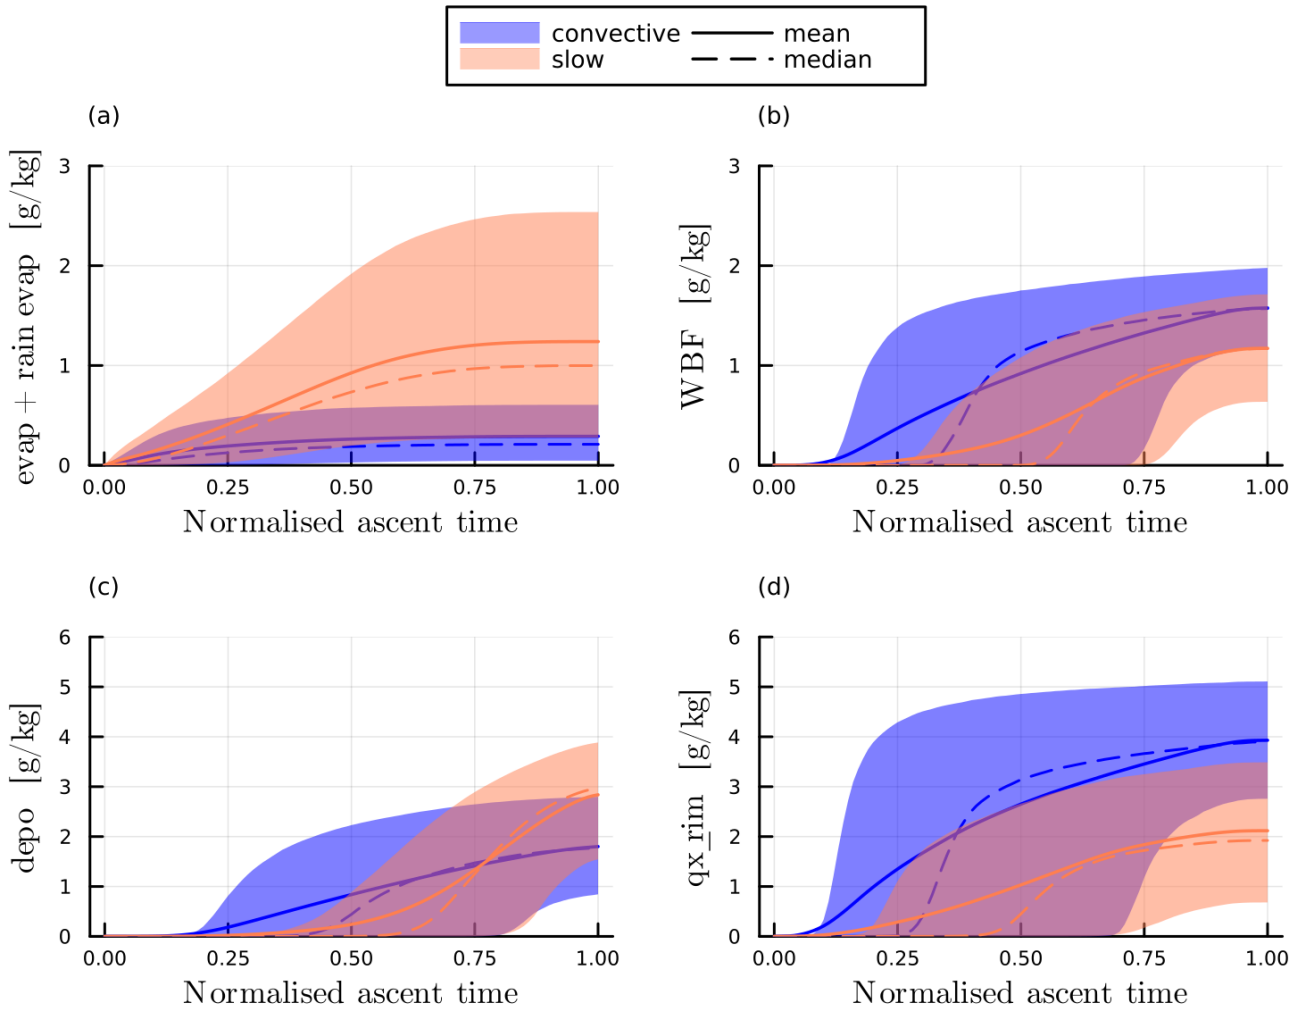 convective mean
slow median
(a)
evap + rain evap [g/kg]
3
2
1
0
0.00 0.25 0.50 0.75 1.00
Normalised ascent time
(b)
WBF [g/kg]
3
2
1
0
0.00 0.25 0.50 0.75 1.00
Normalised ascent time
(c)
depo [g/kg]
6
5
4
3
2
1
0
0.00 0.25 0.50 0.75 1.00
Normalised ascent time
(d)
qx_rim [g/kg]
6
5
4
3
2
1
0
0.00 0.25 0.50 0.75 1.00
Normalised ascent time